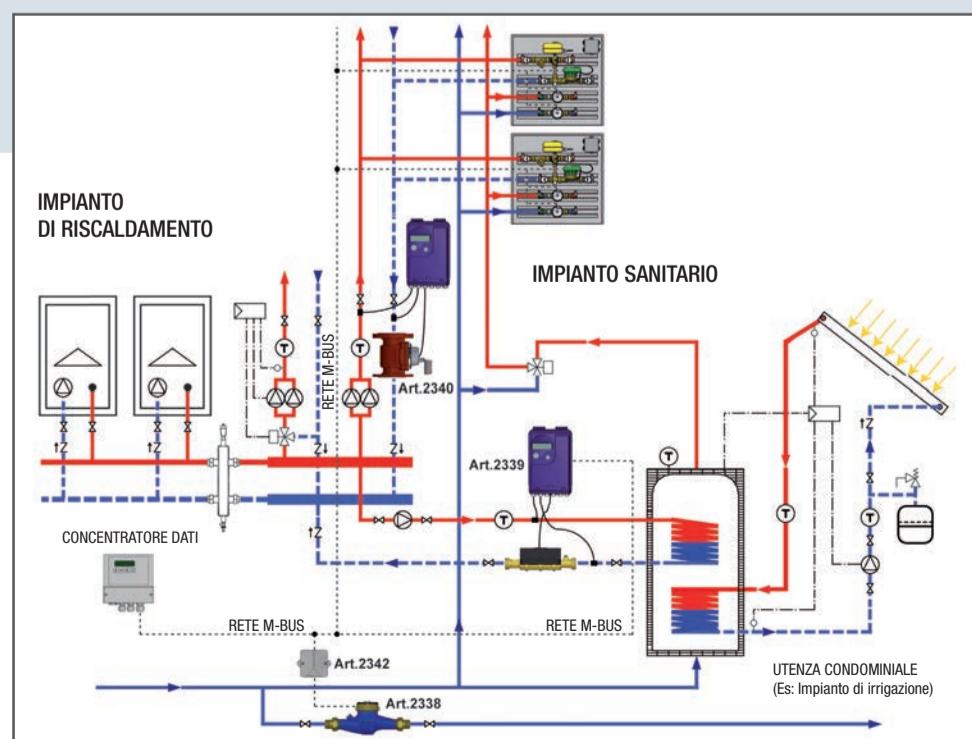 IMPIANTO
DI RISCALDAMENTO
IMPIANTO SANITARIO
RETE M-BUS
Art.2340
Art.2339
T
T
T
T
T
T
Z
Z
Z
Z
Z
Z
CONCENTRATORE DATI
RETE M-BUS
RETE M-BUS
Art.2342
Art.2338
UTENZA CONDOMINIALE
(Es: Impianto di irrigazione)